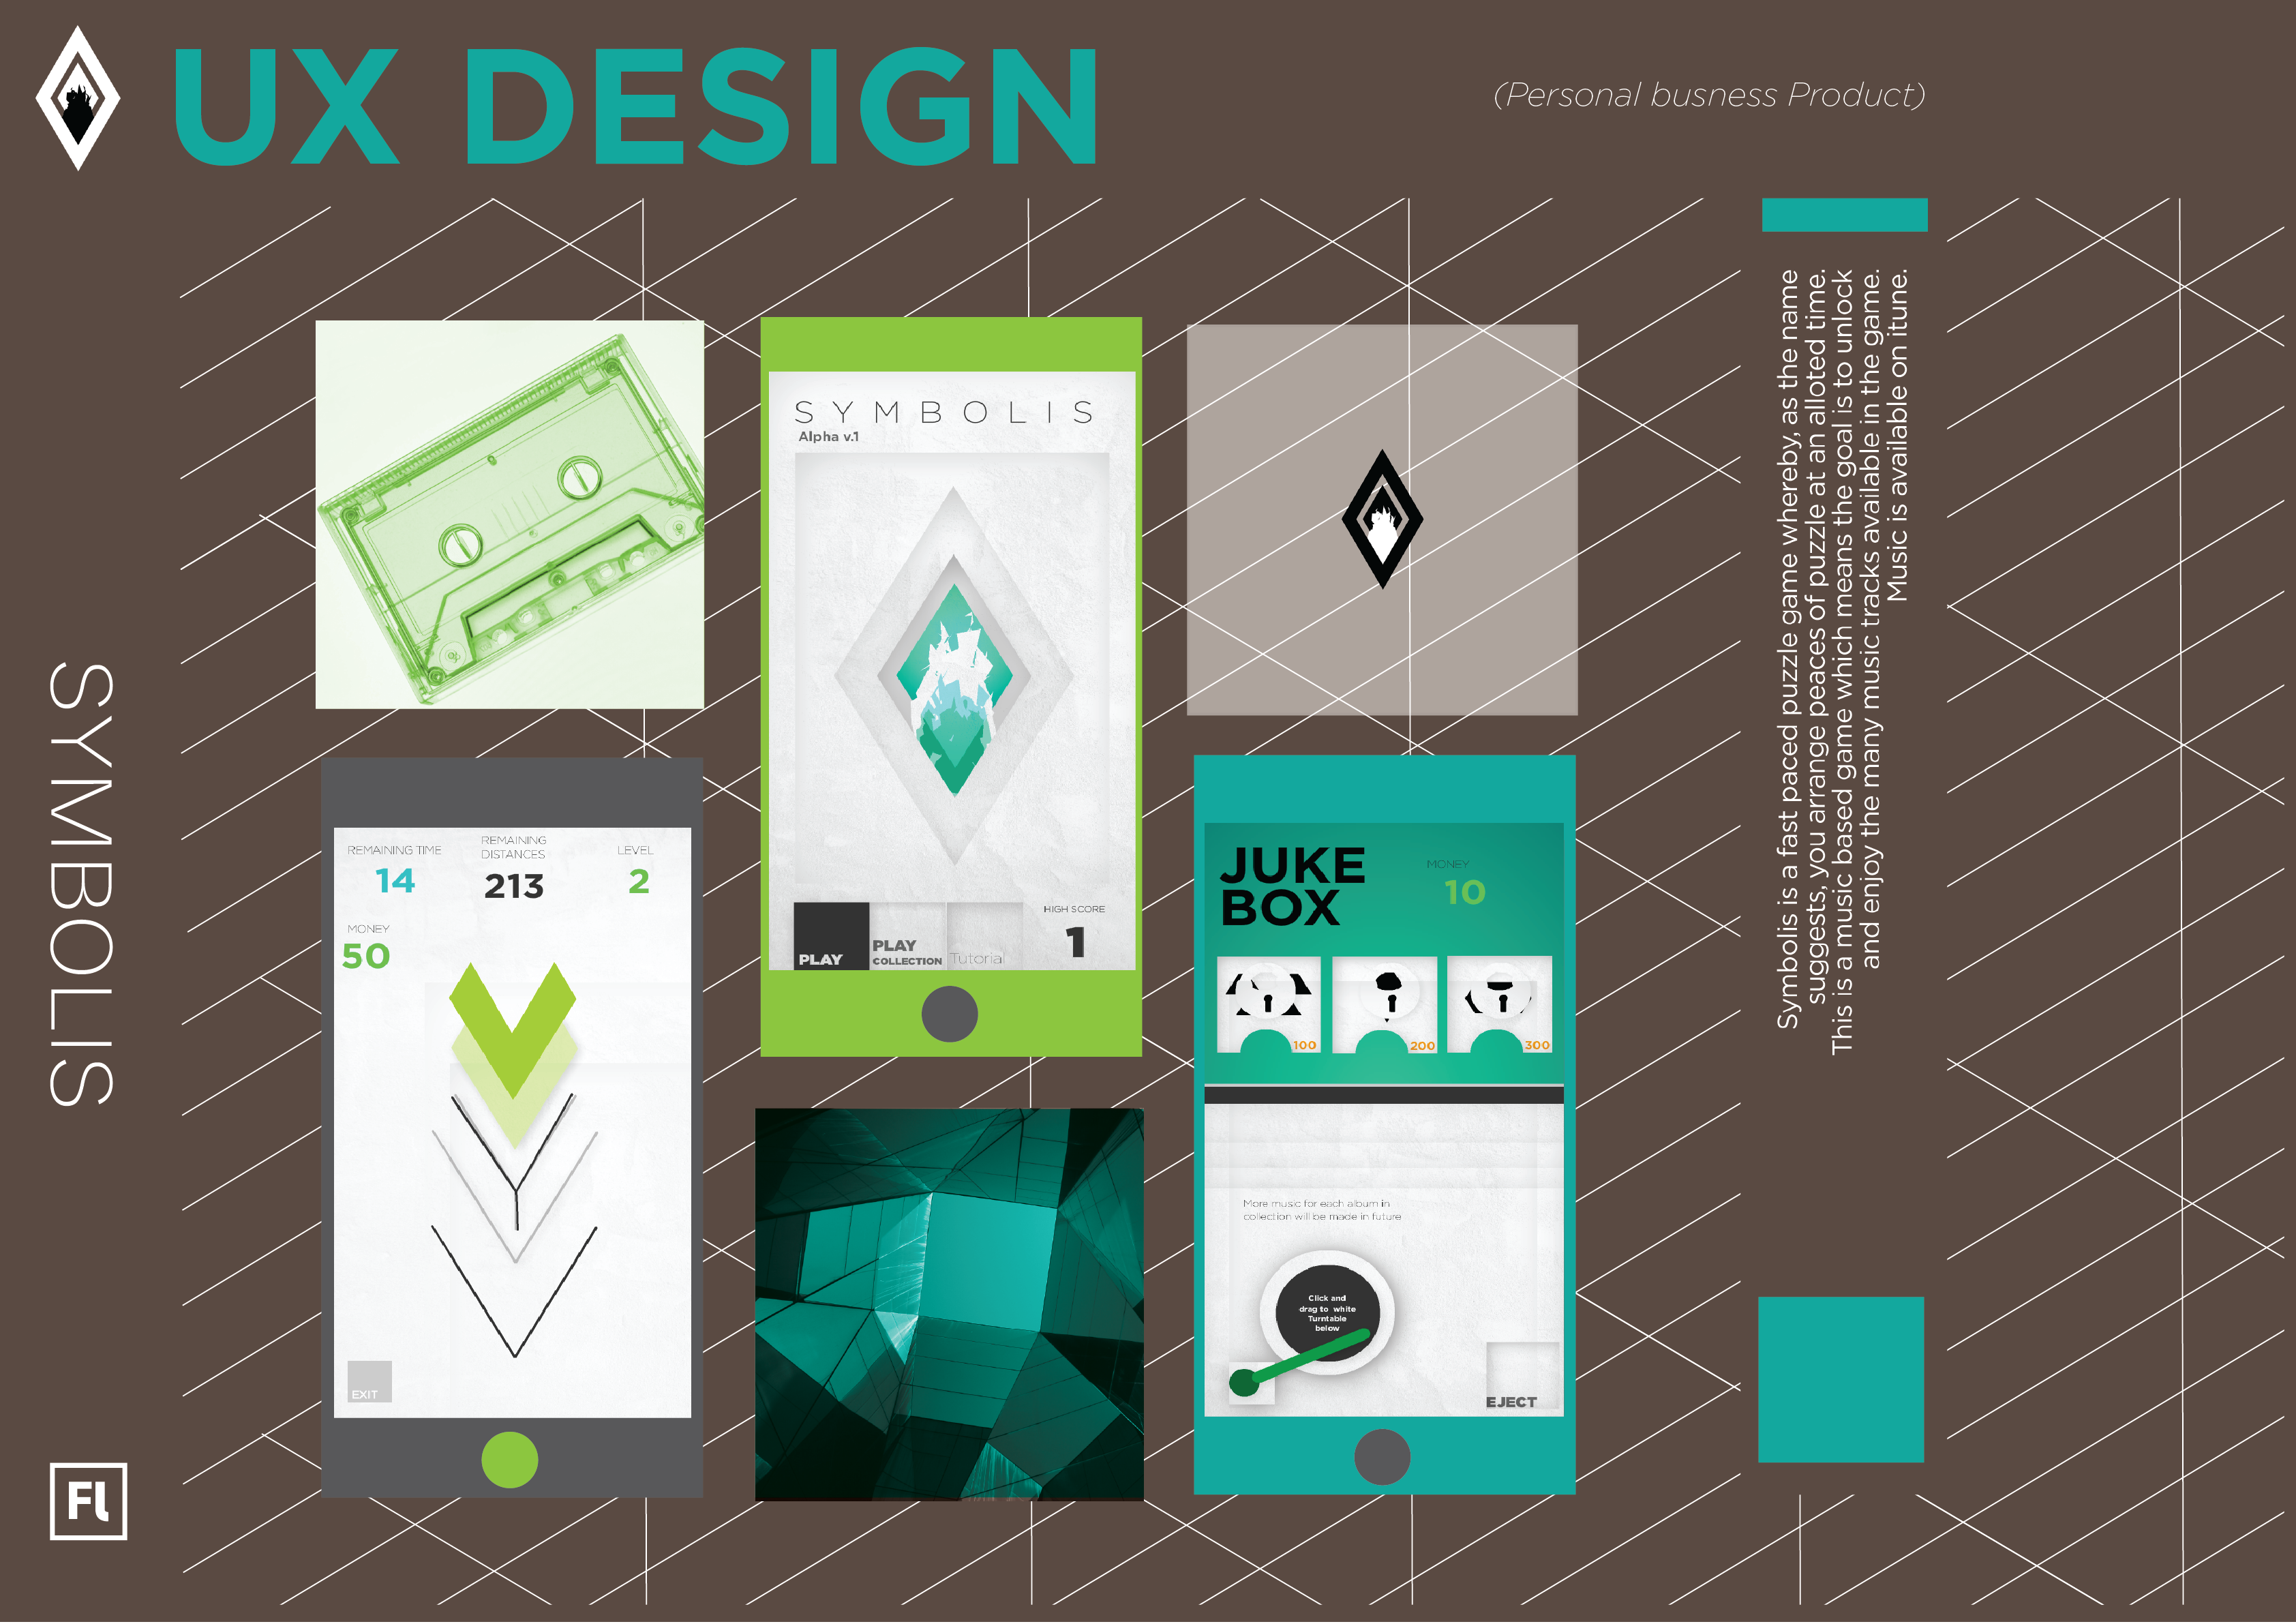 UX DESIGN
(Personal busness Product)
SYMBOLIS
Alpha v.1
PLAY
PLAY
COLLECTION
Tutorial
HIGH SCORE
1
REMAINING TIME
14
REMAINING
DISTANCES
213
LEVEL
2
MONEY
50
EXIT
JUKE
BOX
MONEY
10
100
200
300
More music for each album in
collection will be made in future
Click and
drag to white
Turntable
below
EJECT
Symbolis is a fast paced puzzle game whereby, as the name
suggests, you arrange peaces of puzzle at an alloted time.
This is a music based game which means the goal is to unlock
and enjoy the many music tracks available in the game.
Music is available on itune.
SYMBOLIS
Fl